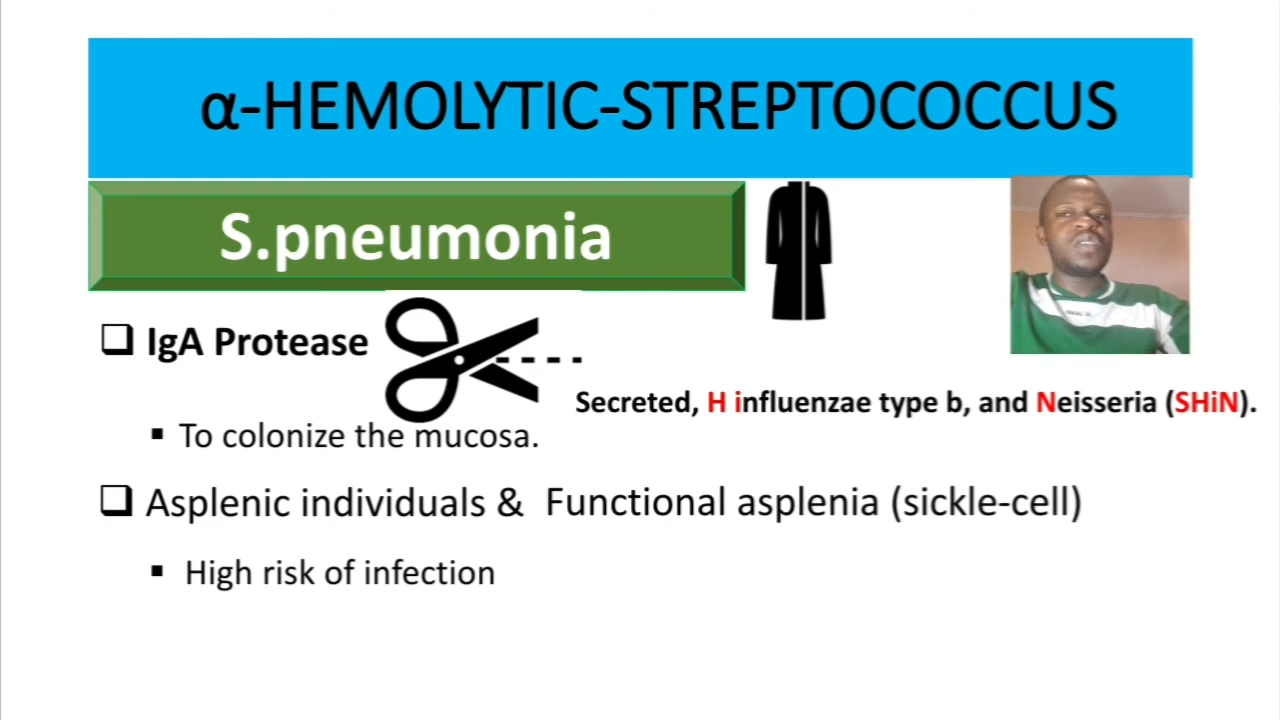 α-HEMOLYTIC-STREPTOCOCCUS
S.pneumonia
IgA Protease
Secreted, H influenzae type b, and Neisseria (SHiN).
To colonize the mucosa.
Asplenic individuals & Functional asplenia (sickle-cell)
High risk of infection